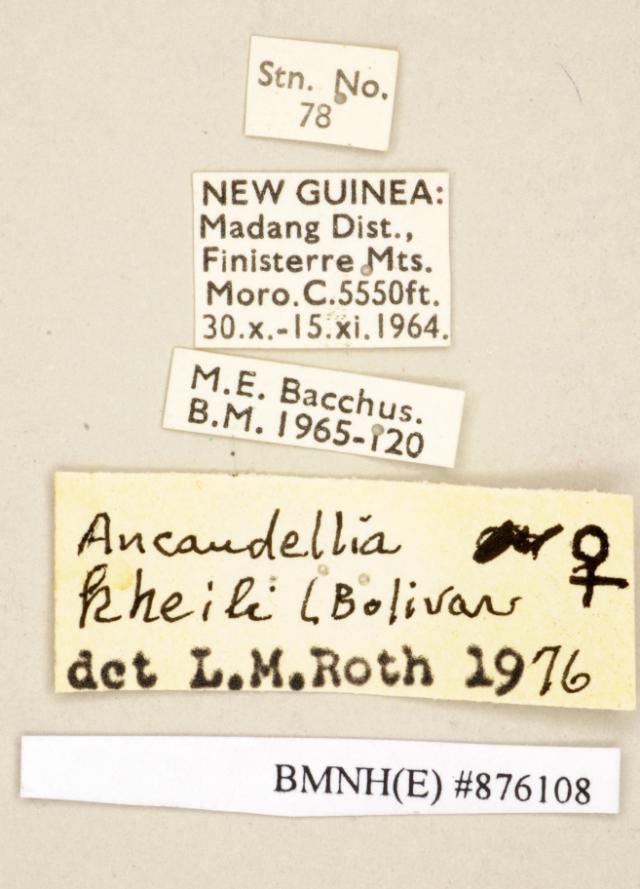 Stn. No.
78
NEW GUINEA:
Madang Dist.,
Finisterre Mts.
Moro.C.5550ft.
30.x.-15.xi.1964.
M.E. Bacchus.
B.M. 1965-120
Ancaudellia ♀
kheili (Bolivar
det L.M.Roth 1976
BMNH(E) #876108